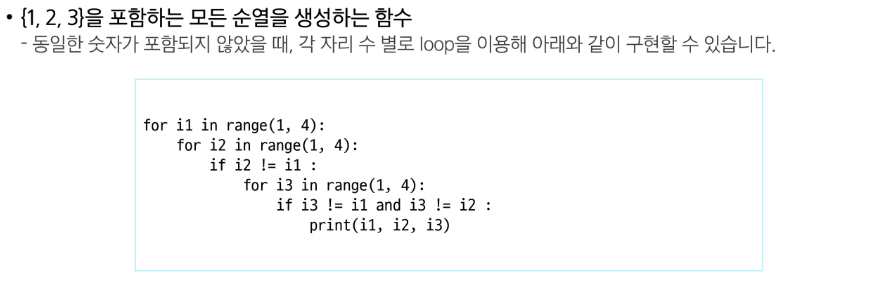 • {1, 2, 3}을 포함하는 모든 순열을 생성하는 함수
- 동일한 숫자가 포함되지 않았을 때, 각 자리 수 별로 loop을 이용해 아래와 같이 구현할 수 있습니다.
for i1 in range(1, 4):
    for i2 in range(1, 4):
        if i2 != i1 :
            for i3 in range(1, 4):
                if i3 != i1 and i3 != i2 :
                    print(i1, i2, i3)